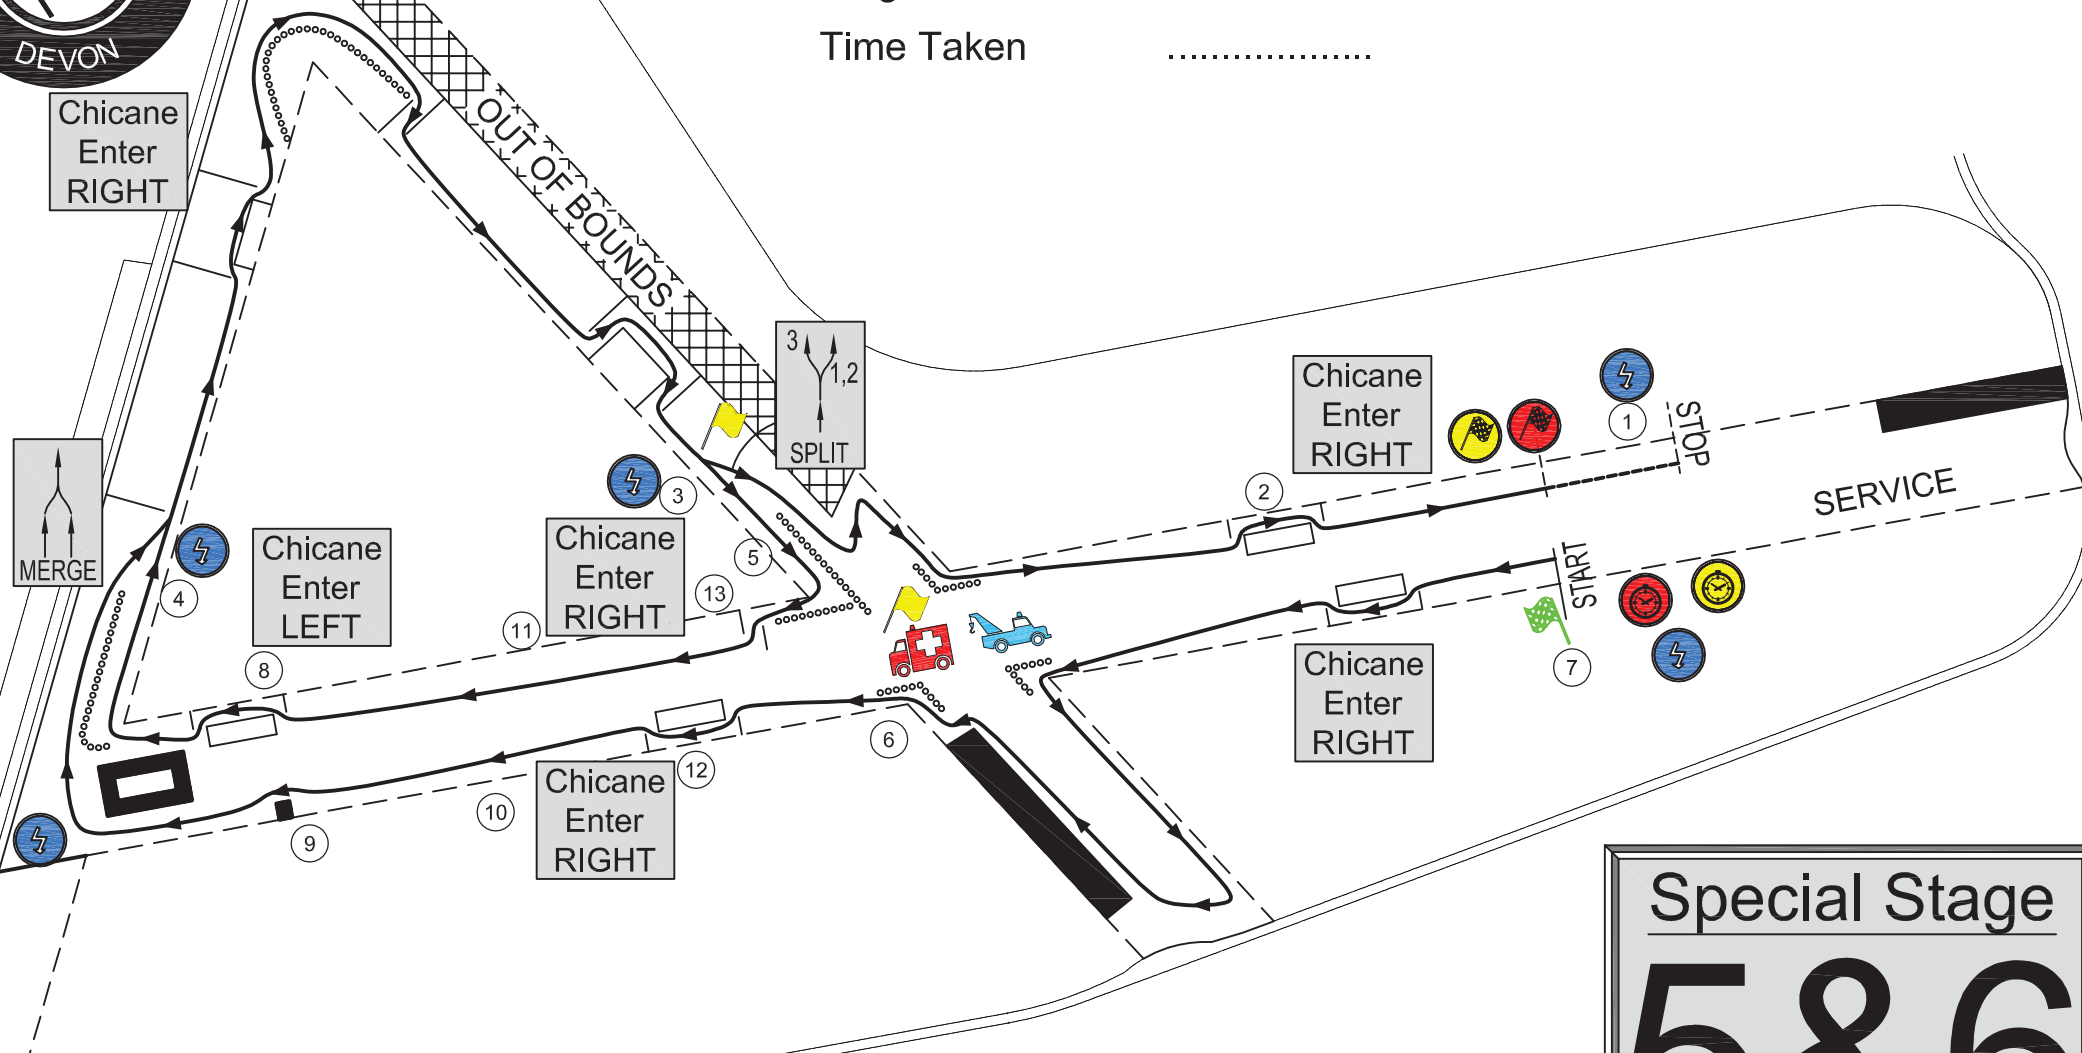 DEVON
Time Taken ....................
Chicane
Enter
RIGHT
OUT OF BOUNDS
3
1,2
SPLIT
Chicane
Enter
RIGHT
1
STOP
2
SERVICE
MERGE
4
Chicane
Enter
LEFT
3
Chicane
Enter
RIGHT
5
13
11
8
START
7
Chicane
Enter
RIGHT
6
12
Chicane
Enter
RIGHT
10
9
Special Stage
5 & 6